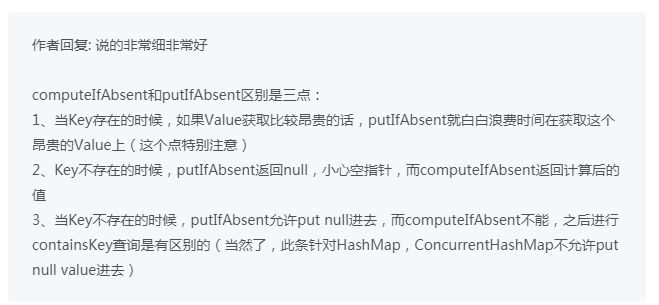 作者回复: 说的非常细非常好
computeIfAbsent和putIfAbsent区别是三点：
1、当Key存在的时候，如果Value获取比较昂贵的话，putIfAbsent就白白浪费时间在获取这个
昂贵的Value上（这个点特别注意）
2、Key不存在的时候，putIfAbsent返回null，小心空指针，而computeIfAbsent返回计算后的
值
3、当Key不存在的时候，putIfAbsent允许put null进去，而computeIfAbsent不能，之后进行
containsKey查询是有区别的（当然了，此条针对HashMap，ConcurrentHashMap不允许put
null value进去）